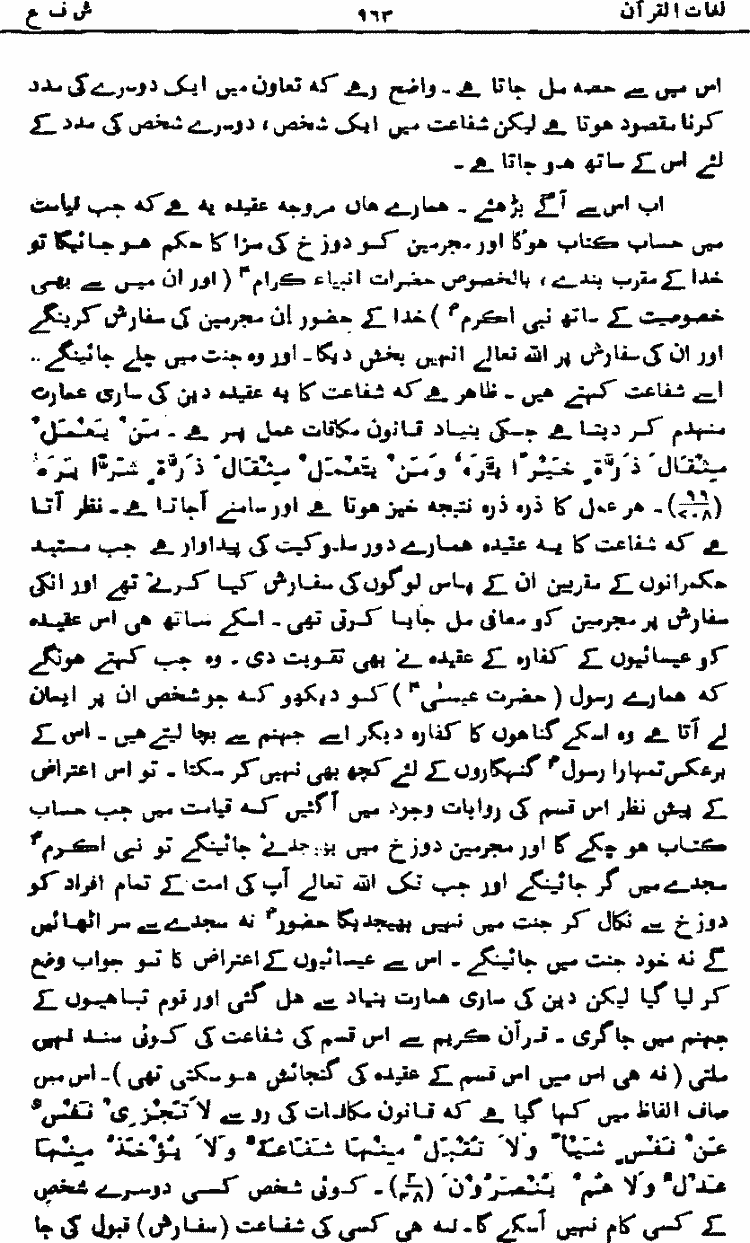 لغات القرآن ۹۶۳ ش ف ع
اس میں سے حصہ مل جاتا ہے ۔ واضح رہے کہ تعاون میں ایک دوسرے کی مدد
کرنا مقصود ہوتا ہے لیکن شفاعت میں ایک شخص ، دوسرے شخص کی مدد کے
لئے اس کے ساتھ ہو جاتا ہے ۔
اب اس سے آگے بڑھئے ۔ ہمارے ہاں مروجہ عقیدہ یہ ہے کہ جب قیامت
میں حساب کتاب ہوگا اور مجرمین کو دوزخ کی سزا کا حکم ہو جائیگا تو
خدا کے مقرب بندے ، بالخصوص حضرات انبیاء کرامؑ ( اور ان میں سے بھی
خصوصیت کے ساتھ نبی اکرمؐ ) خدا کے حضور اُن مجرمین کی سفارش کرینگے
اور ان کی سفارش پر اللہ تعالے انہیں بخش دیگا۔ اور وہ جنت میں چلے جائینگے ..
اسے شفاعت کہتے ہیں ۔ ظاہر ہے کہ شفاعت کا یہ عقیدہ دین کی ساری عمارت
منہدم کر دیتا ہے جسکی بنیاد قانون مکافات عمل پر ہے ۔ مَنْ یَعْمَلْ
مِثْقَالَ ذَرَّةٍ خَیْرًا یَّرَہٗ وَمَنْ یَّعْمَلْ مِثْقَالَ ذَرَّةٍ شَرًّا یَرَہٗ
(۹۹/۷-۸)۔ ہر عمل کا ذرہ ذرہ نتیجہ خیز ہوتا ہے اور سامنے آجاتا ہے۔ نظر آتا
ہے کہ شفاعت کا یہ عقیدہ ہمارے دور ملوکیت کی پیداوار ہے جب مستبد
حکمرانوں کے مقربین ان کے پاس لوگوں کی سفارش کیا کرتے تھے اور انکی
سفارش پر مجرمین کو معافی مل جایا کرتی تھی ۔ اسکے ساتھ ہی اس عقیدہ
کو عیسائیوں کے کفارہ کے عقیدہ نے بھی تقویت دی ۔ وہ جب کہتے ہونگے
کہ ہمارے رسول ( حضرت عیسٰیؑ ) کو دیکھو کہ جو شخص ان پر ایمان
لے آتا ہے وہ اسکے گناہوں کا کفارہ دیکر اسے جہنم سے بچا لیتے ہیں ۔ اس کے
برعکس تمہارا رسولؐ گنہکاروں کے لئے کچھ بھی نہیں کر سکتا ۔ تو اس اعتراض
کے پیش نظر اس قسم کی روایات وجود میں آ گئیں کہ قیامت میں جب حساب
کتاب ہو چکے گا اور مجرمین دوزخ میں جائینگے تو نبی اکرمؐ
سجدے میں گر جائینگے اور جب تک اللہ تعالے آپ کی امت کے تمام افراد کو
دوزخ سے نکال کر جنت میں نہیں بھیجدیگا حضورؐ نہ سجدے سے سر اٹھائیں
گے نہ خود جنت میں جائینگے ۔ اس سے عیسائیوں کے اعتراض کا تو جواب وضع
کر لیا گیا لیکن دین کی ساری عمارت بنیاد سے ہل گئی اور قوم تباہیوں کے
جہنم میں جاگری ۔ قرآن کریم سے اس قسم کی شفاعت کی کوئی سند نہیں
ملتی ( نہ ہی اس میں اس قسم کے عقیدہ کی گنجائش ہو سکتی تھی )۔ اس میں
صاف الفاظ میں کہا گیا ہے کہ قانون مکافات کی رو سے لَا تَجْزِیْ نَفْسٌ
عَنْ نَفْسٍ شَیْئًا وَلَا تُقْبَلُ مِنْہَا شَفَاعَةٌ وَلَا یُؤْخَذُ مِنْہَا
عَدْلٌ وَلَا ہُمْ یُنْصَرُوْنَ (۲/۴۸)۔ کوئی شخص کسی دوسرے شخص
کے کسی کام نہیں آسکے گا۔ نہ ہی کسی کی شفاعت (سفارش) قبول کی جا